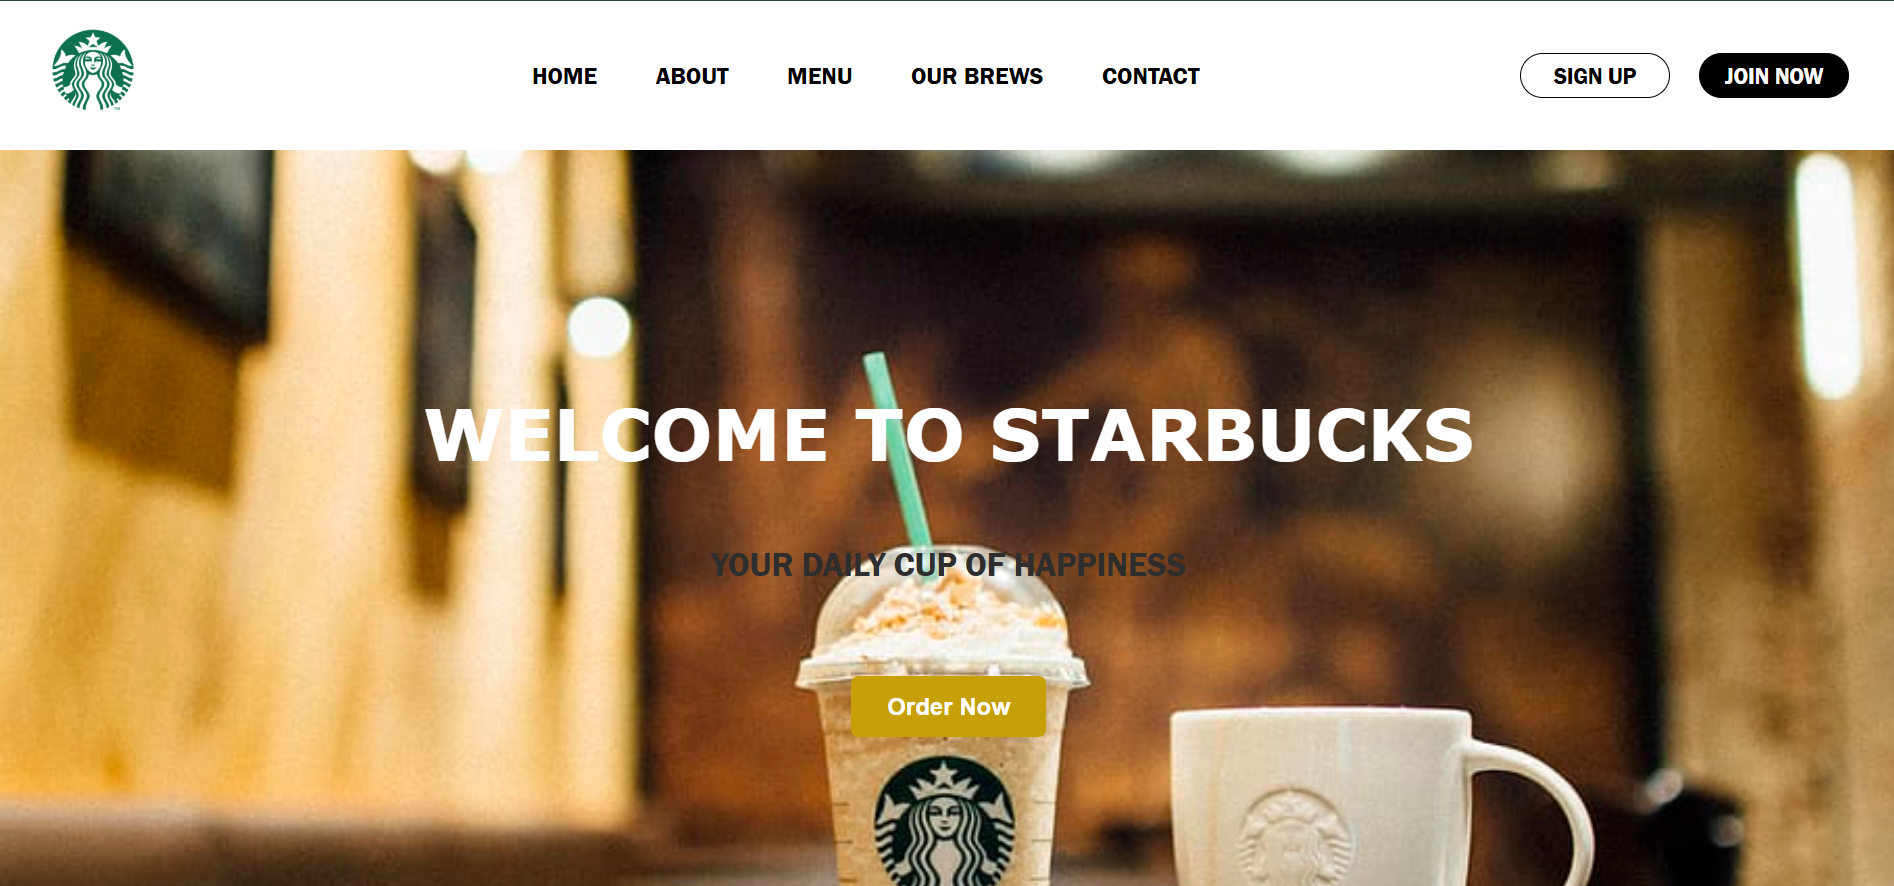 HOME ABOUT MENU OUR BREWS CONTACT SIGN UP JOIN NOW
WELCOME TO STARBUCKS
YOUR DAILY CUP OF HAPPINESS
Order Now